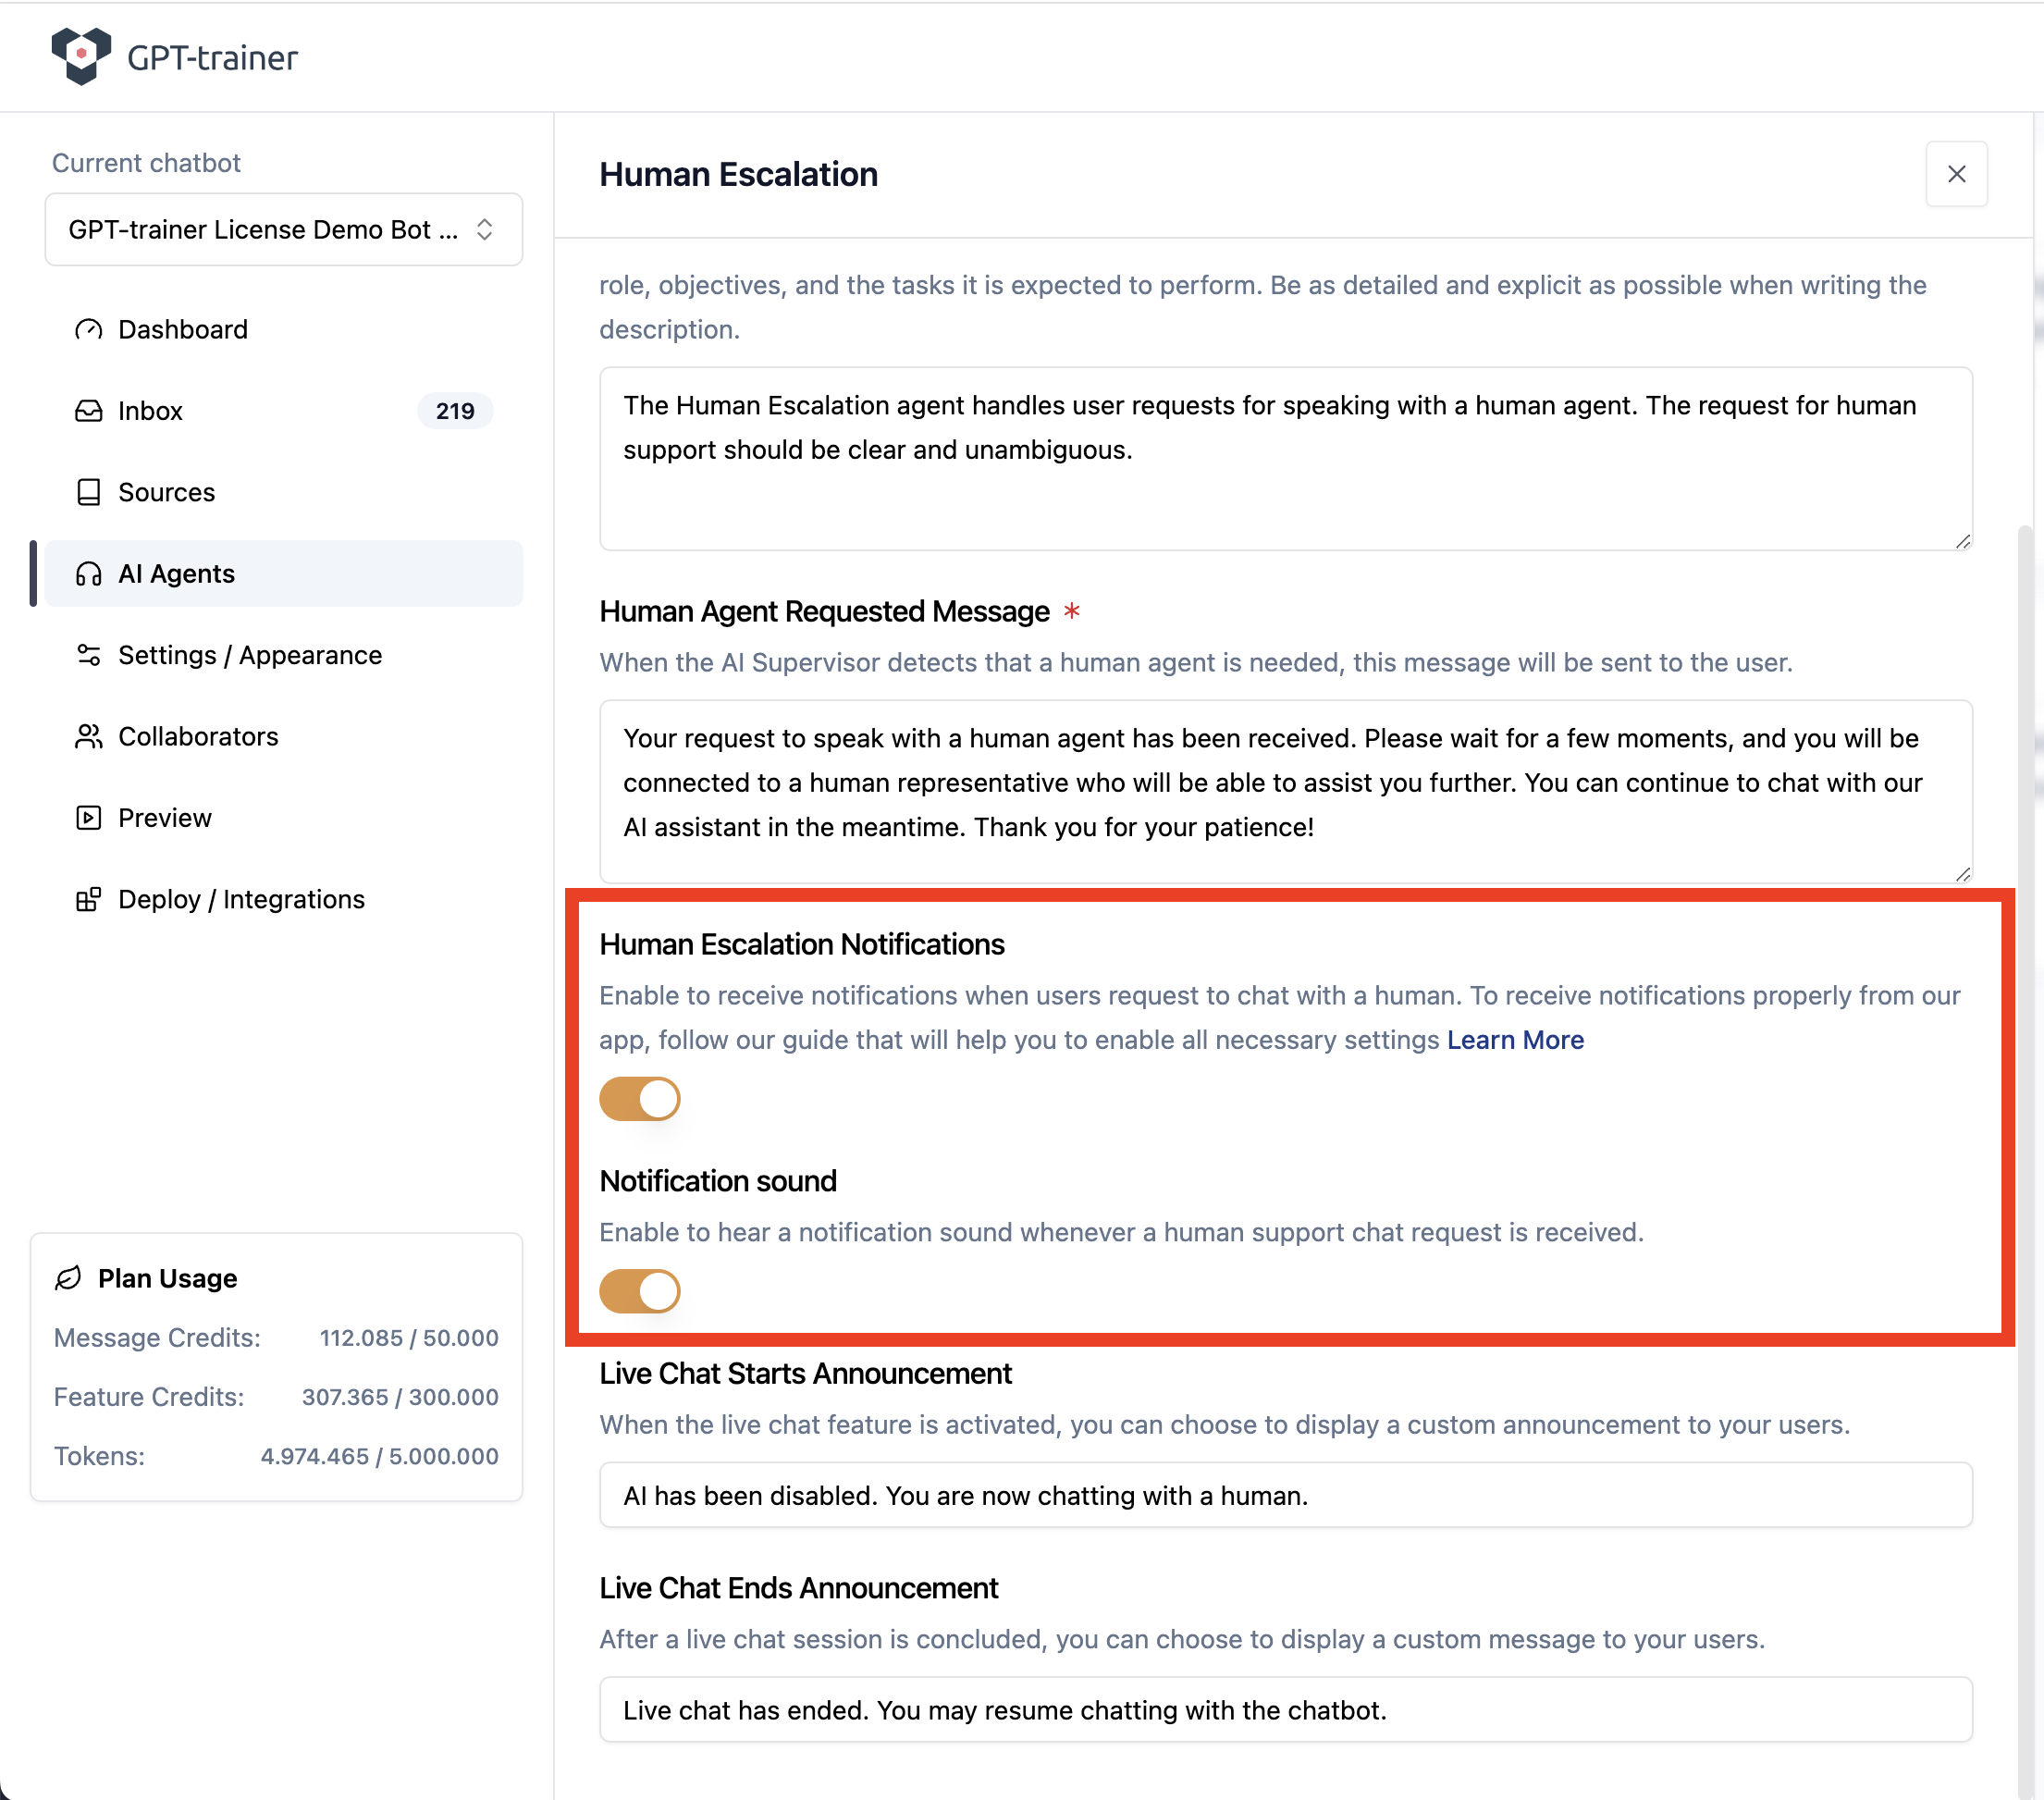 GPT-trainer
Current chatbot
GPT-trainer License Demo Bot ...
Dashboard
Inbox
219
Sources
AI Agents
Settings / Appearance
Collaborators
Preview
Deploy / Integrations
Plan Usage
Message Credits: 112.085 / 50.000
Feature Credits: 307.365 / 300.000
Tokens: 4.974.465 / 5.000.000
Human Escalation
role, objectives, and the tasks it is expected to perform. Be as detailed and explicit as possible when writing the
description.
The Human Escalation agent handles user requests for speaking with a human agent. The request for human
support should be clear and unambiguous.
Human Agent Requested Message *
When the AI Supervisor detects that a human agent is needed, this message will be sent to the user.
Your request to speak with a human agent has been received. Please wait for a few moments, and you will be
connected to a human representative who will be able to assist you further. You can continue to chat with our
AI assistant in the meantime. Thank you for your patience!
Human Escalation Notifications
Enable to receive notifications when users request to chat with a human. To receive notifications properly from our
app, follow our guide that will help you to enable all necessary settings Learn More
Notification sound
Enable to hear a notification sound whenever a human support chat request is received.
Live Chat Starts Announcement
When the live chat feature is activated, you can choose to display a custom announcement to your users.
AI has been disabled. You are now chatting with a human.
Live Chat Ends Announcement
After a live chat session is concluded, you can choose to display a custom message to your users.
Live chat has ended. You may resume chatting with the chatbot.